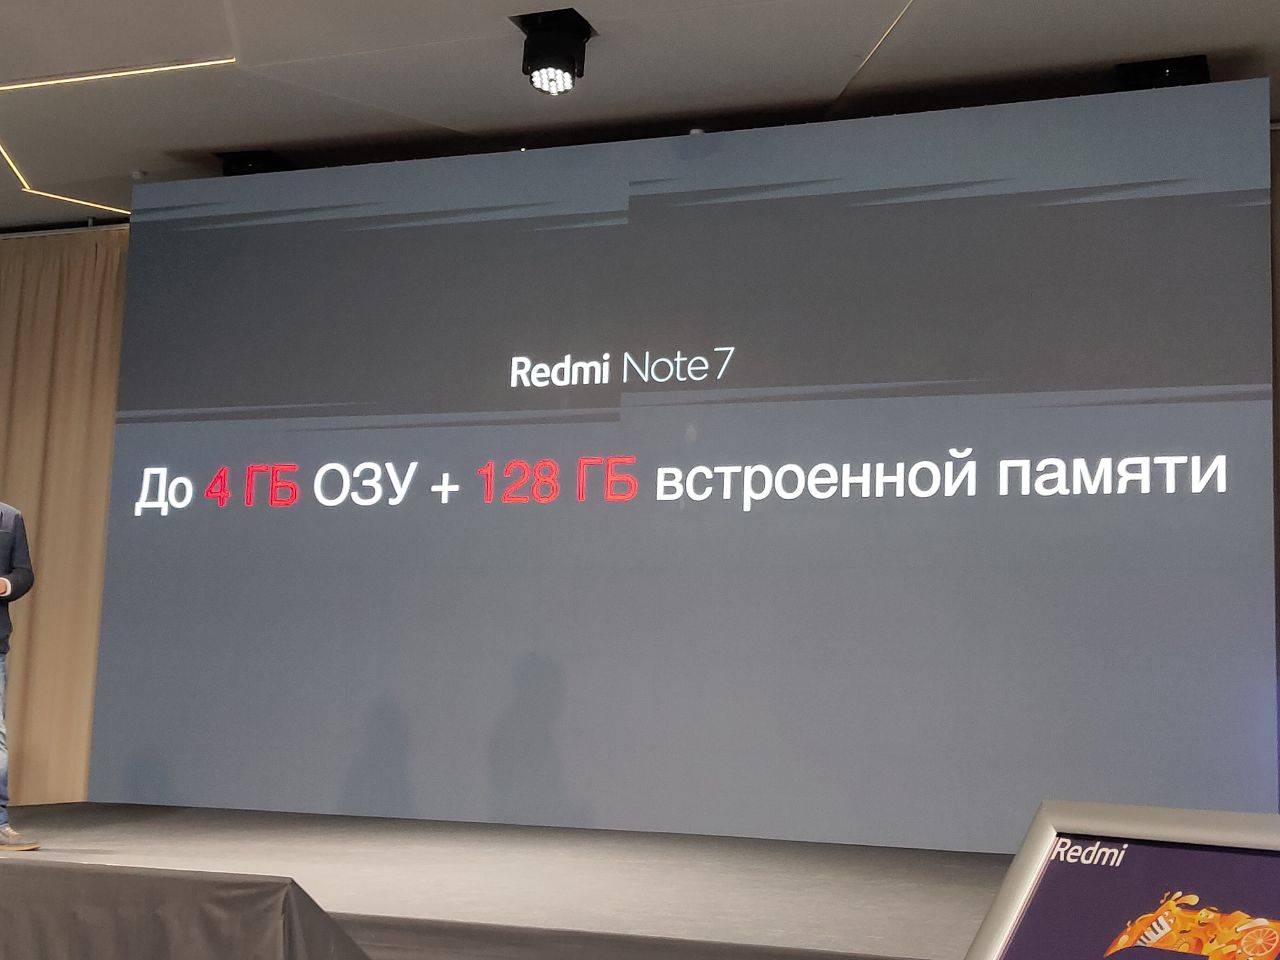 Redmi Note 7
До 4 ГБ ОЗУ + 128 ГБ встроенной памяти
Redmi